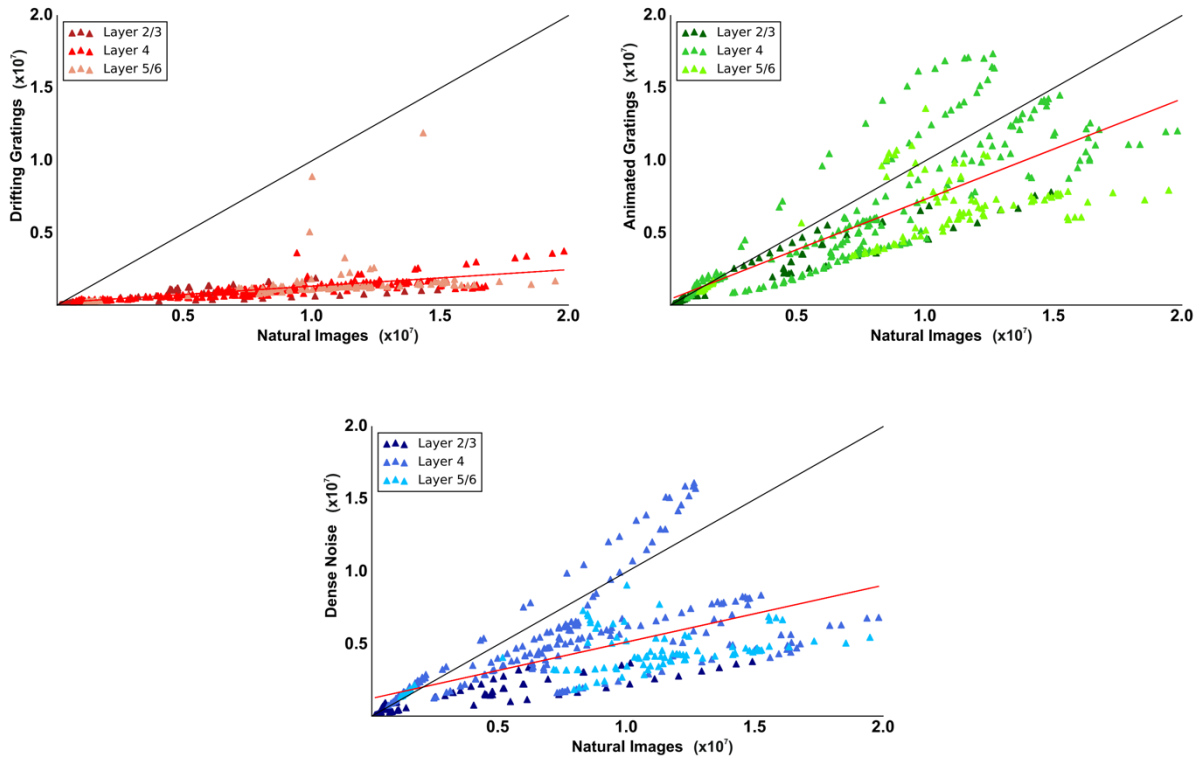 Drifting Gratings (x10⁷)
2.0
1.5
1.0
0.5
Layer 2/3
Layer 4
Layer 5/6
0.5 1.0 1.5 2.0
Natural Images (x10⁷)
Animated Gratings (x10⁷)
2.0
1.5
1.0
0.5
Layer 2/3
Layer 4
Layer 5/6
0.5 1.0 1.5 2.0
Natural Images (x10⁷)
Dense Noise (x10⁷)
2.0
1.5
1.0
0.5
Layer 2/3
Layer 4
Layer 5/6
0.5 1.0 1.5 2.0
Natural Images (x10⁷)